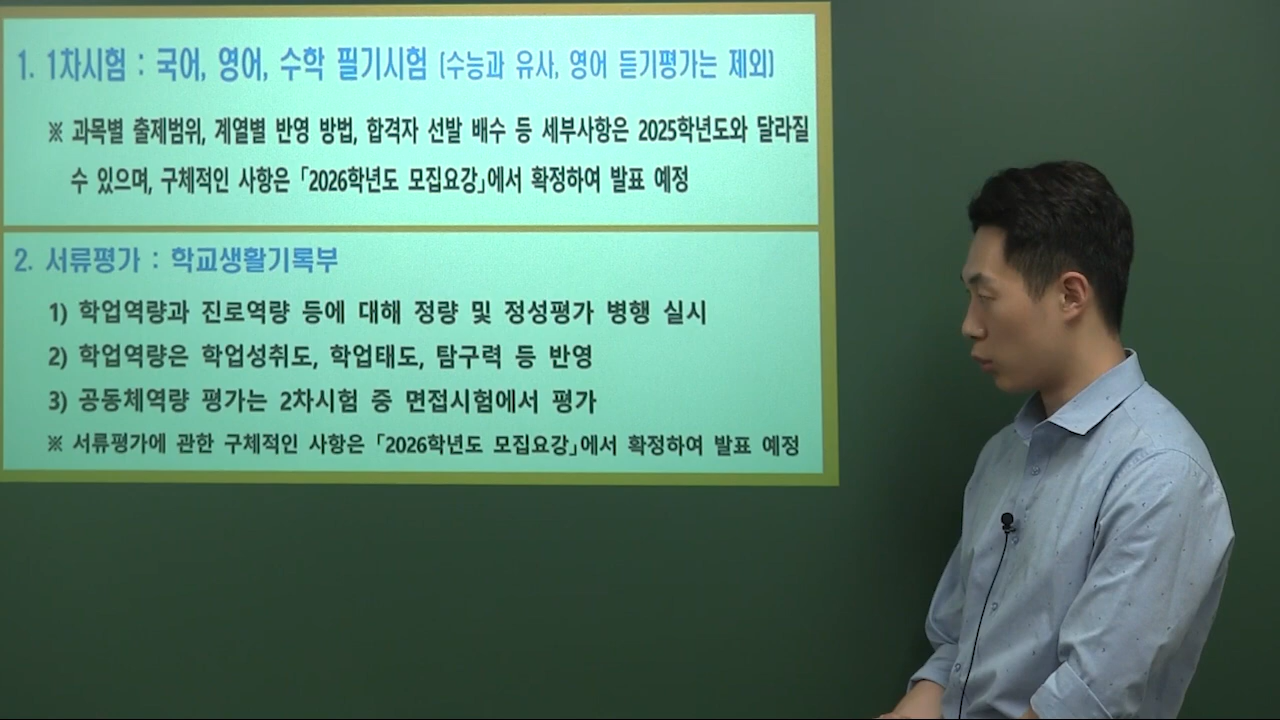 1. 1차시험 : 국어, 영어, 수학 필기시험 (수능과 유사, 영어 듣기평가는 제외)
※ 과목별 출제범위, 계열별 반영 방법, 합격자 선발 배수 등 세부사항은 2025학년도와 달라질
수 있으며, 구체적인 사항은 「2026학년도 모집요강」에서 확정하여 발표 예정
2. 서류평가 : 학교생활기록부
1) 학업역량과 진로역량 등에 대해 정량 및 정성평가 병행 실시
2) 학업역량은 학업성취도, 학업태도, 탐구력 등 반영
3) 공동체역량 평가는 2차시험 중 면접시험에서 평가
※ 서류평가에 관한 구체적인 사항은 「2026학년도 모집요강」에서 확정하여 발표 예정